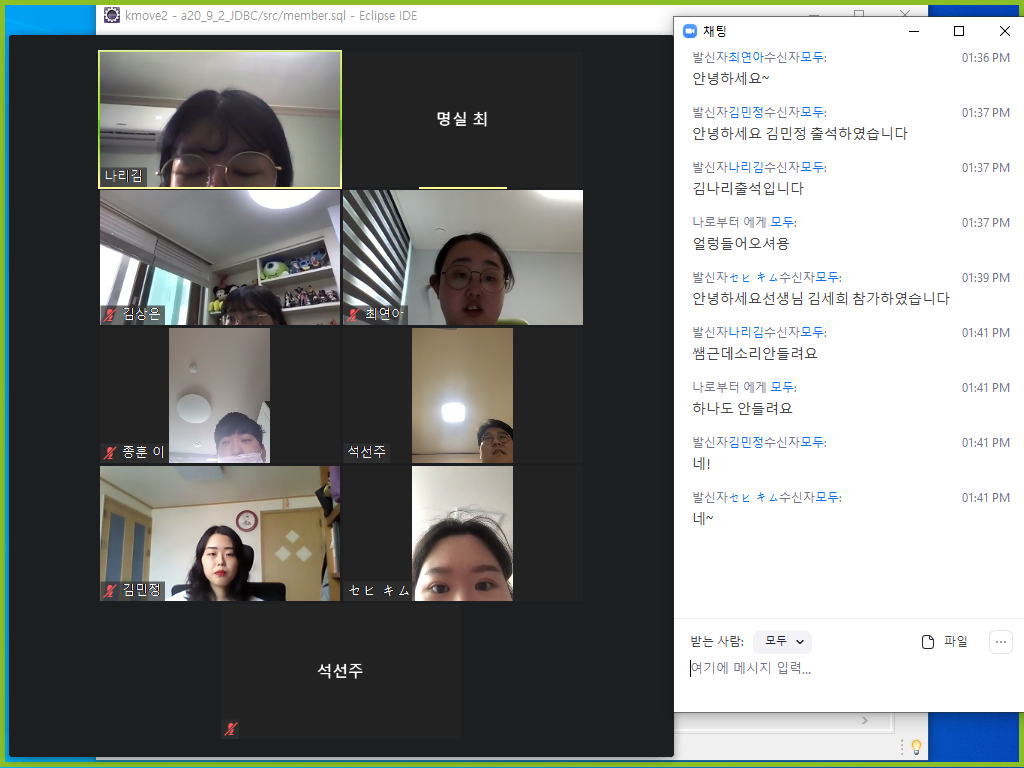 kmove2 - a20_9_2_JDBC/src/member.sql - Eclipse IDE
나리김
명실 최
김상은
최연아
종훈 이
석선주
김민정
セヒ キム
석선주
채팅
발신자최연아수신자모두: 01:36 PM
안녕하세요~
발신자김민정수신자모두: 01:37 PM
안녕하세요 김민정 출석하였습니다
발신자나리김수신자모두: 01:37 PM
김나리출석입니다
나로부터 에게 모두: 01:37 PM
얼렁들어오셔용
발신자セヒ キム수신자모두: 01:39 PM
안녕하세요선생님 김세희 참가하였습니다
발신자나리김수신자모두: 01:41 PM
쌤근데소리안들려요
나로부터 에게 모두: 01:41 PM
하나도 안들려요
발신자김민정수신자모두: 01:41 PM
네!
발신자セヒ キム수신자모두: 01:41 PM
네~
받는 사람: 모두 파일
여기에 메시지 입력...